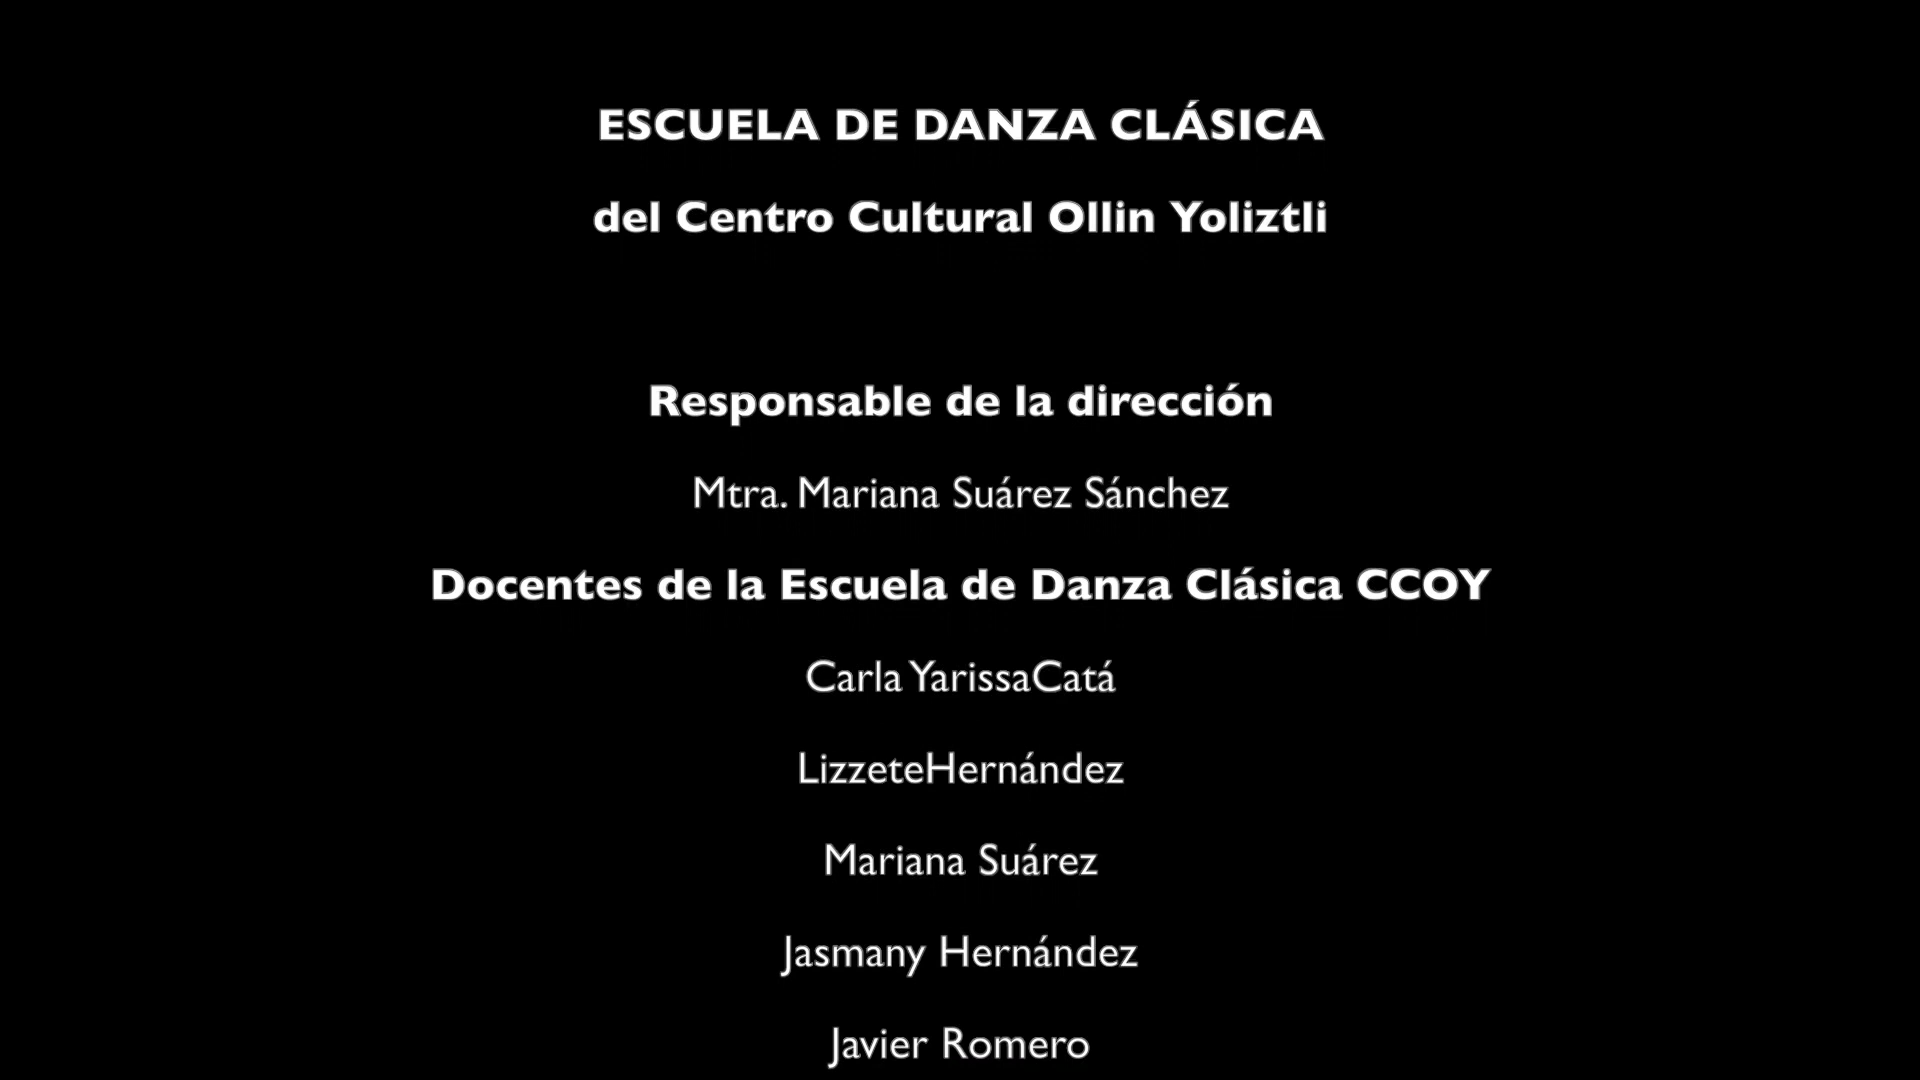 ESCUELA DE DANZA CLÁSICA
del Centro Cultural Ollin Yoliztli
Responsable de la dirección
Mtra. Mariana Suárez Sánchez
Docentes de la Escuela de Danza Clásica CCOY
Carla YarissaCatá
LizzeteHernández
Mariana Suárez
Jasmany Hernández
Javier Romero